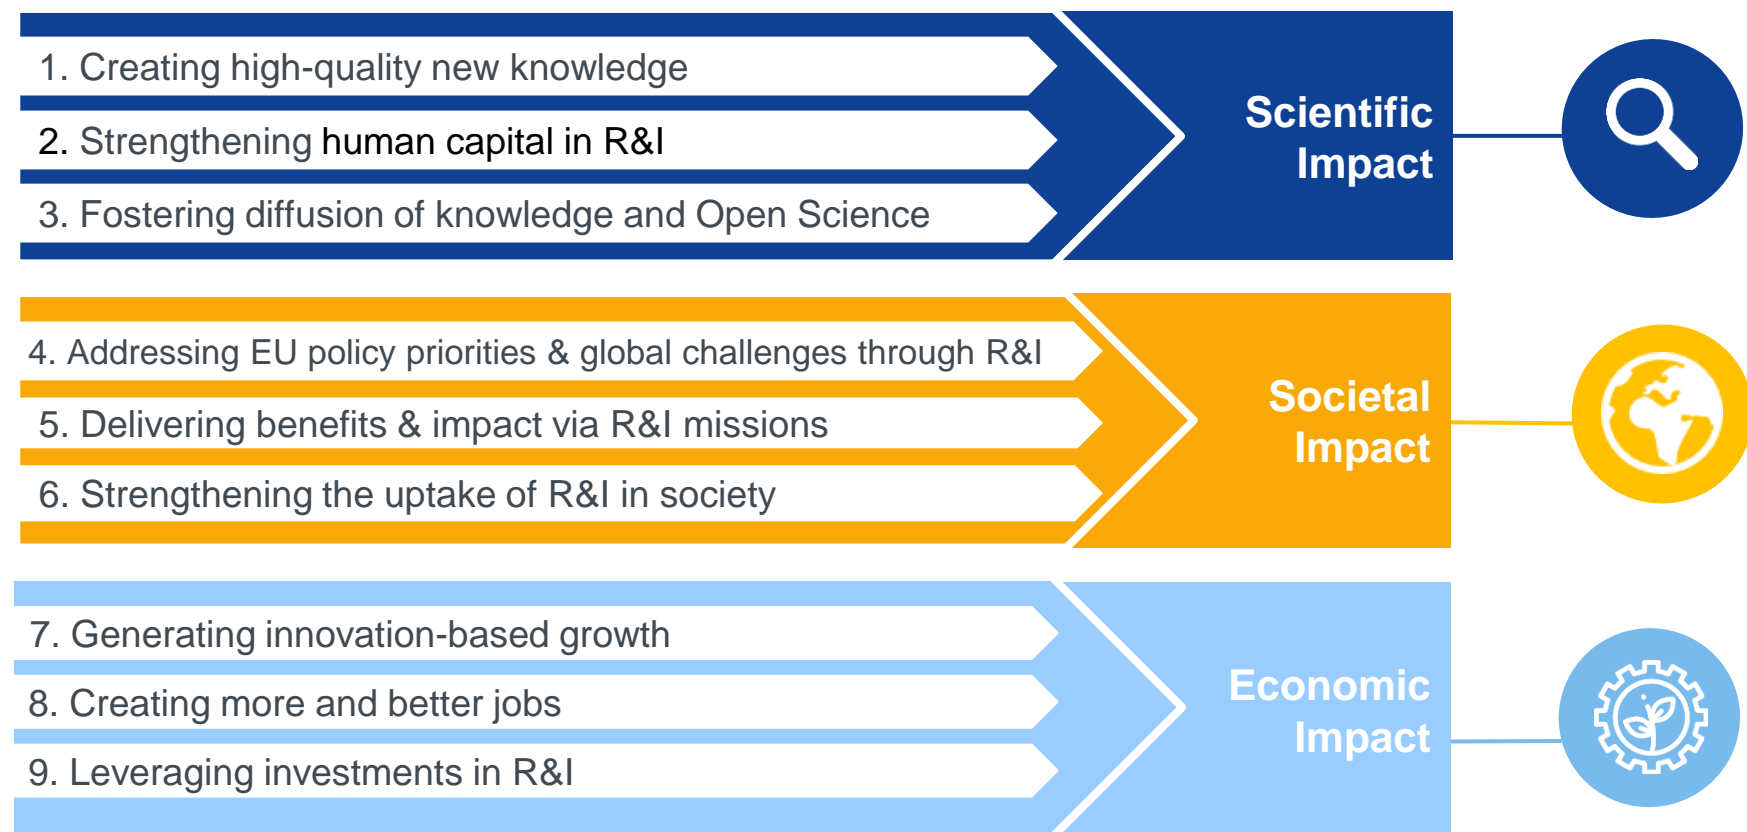 1. Creating high-quality new knowledge
2. Strengthening human capital in R&I
3. Fostering diffusion of knowledge and Open Science
Scientific
Impact
4. Addressing EU policy priorities & global challenges through R&I
5. Delivering benefits & impact via R&I missions
6. Strengthening the uptake of R&I in society
Societal
Impact
7. Generating innovation-based growth
8. Creating more and better jobs
9. Leveraging investments in R&I
Economic
Impact